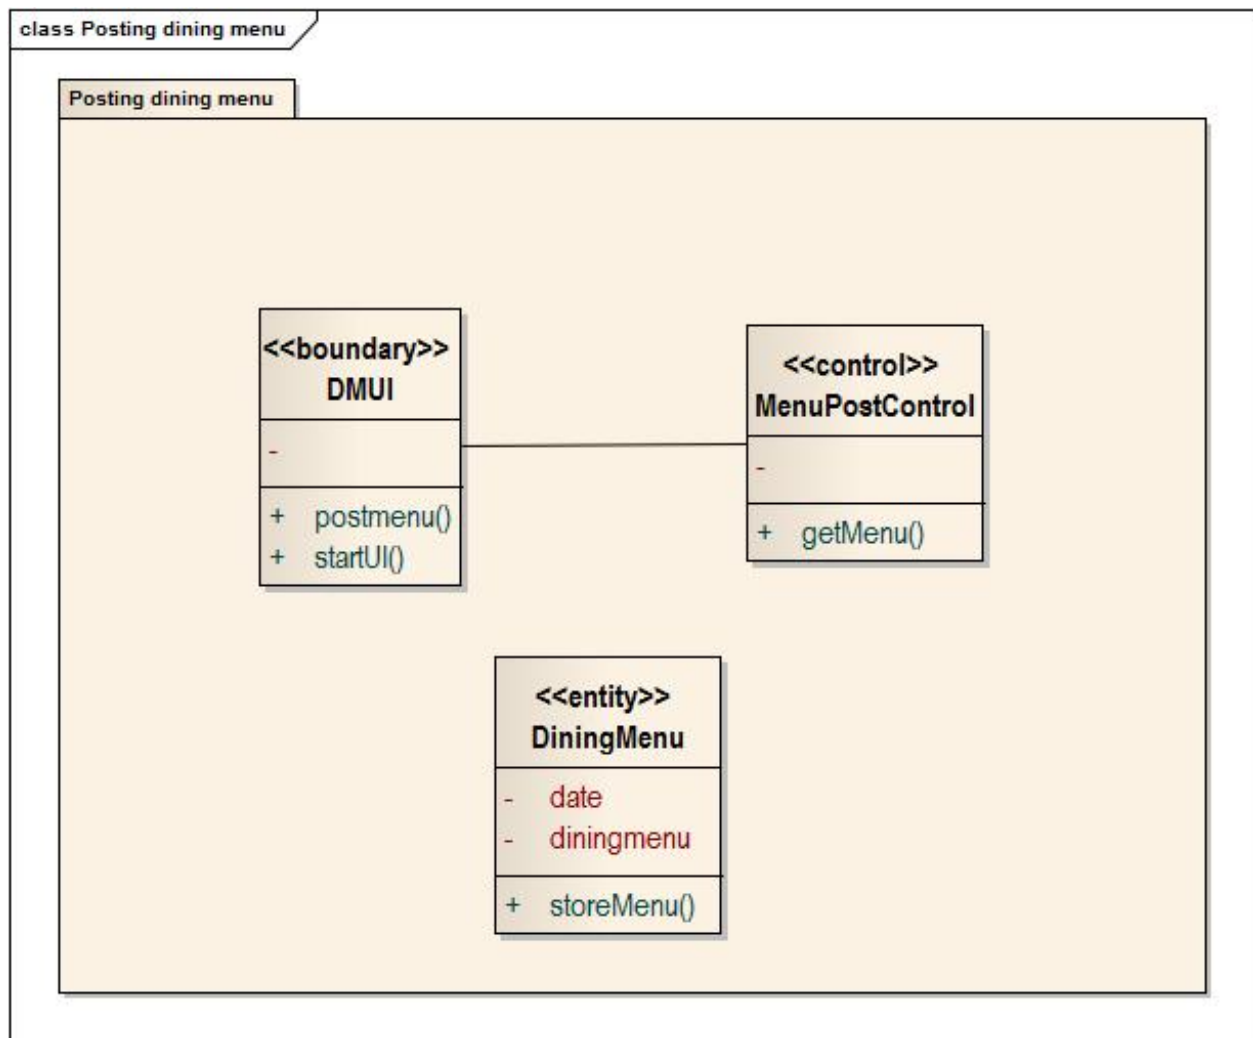 class Posting dining menu
Posting dining menu
<<boundary>>
DMUI
-
+ postmenu()
+ startUI()
<<control>>
MenuPostControl
-
+ getMenu()
<<entity>>
DiningMenu
- date
- diningmenu
+ storeMenu()